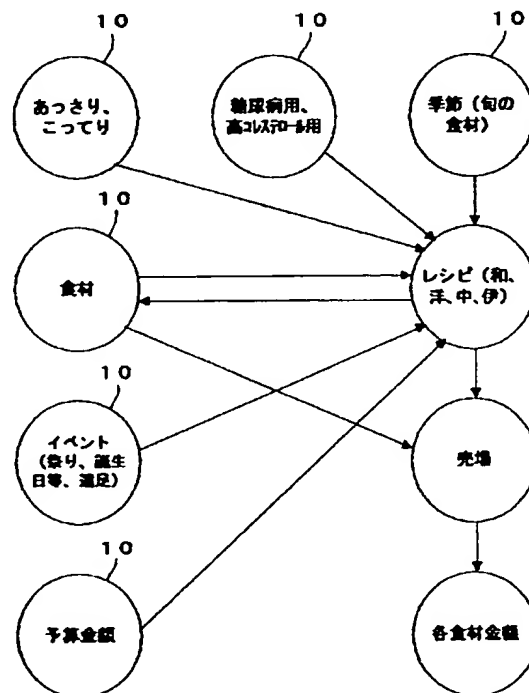 10
10
10
あっさり、
こってり
糖球病用、
高コレステロール用
季節(旬の
食材)
10
食材
レシピ(和、
洋、中、伊)
10
イベント
(祭り、誕生
日等、遠足)
売場
10
予算金額
各食材金額